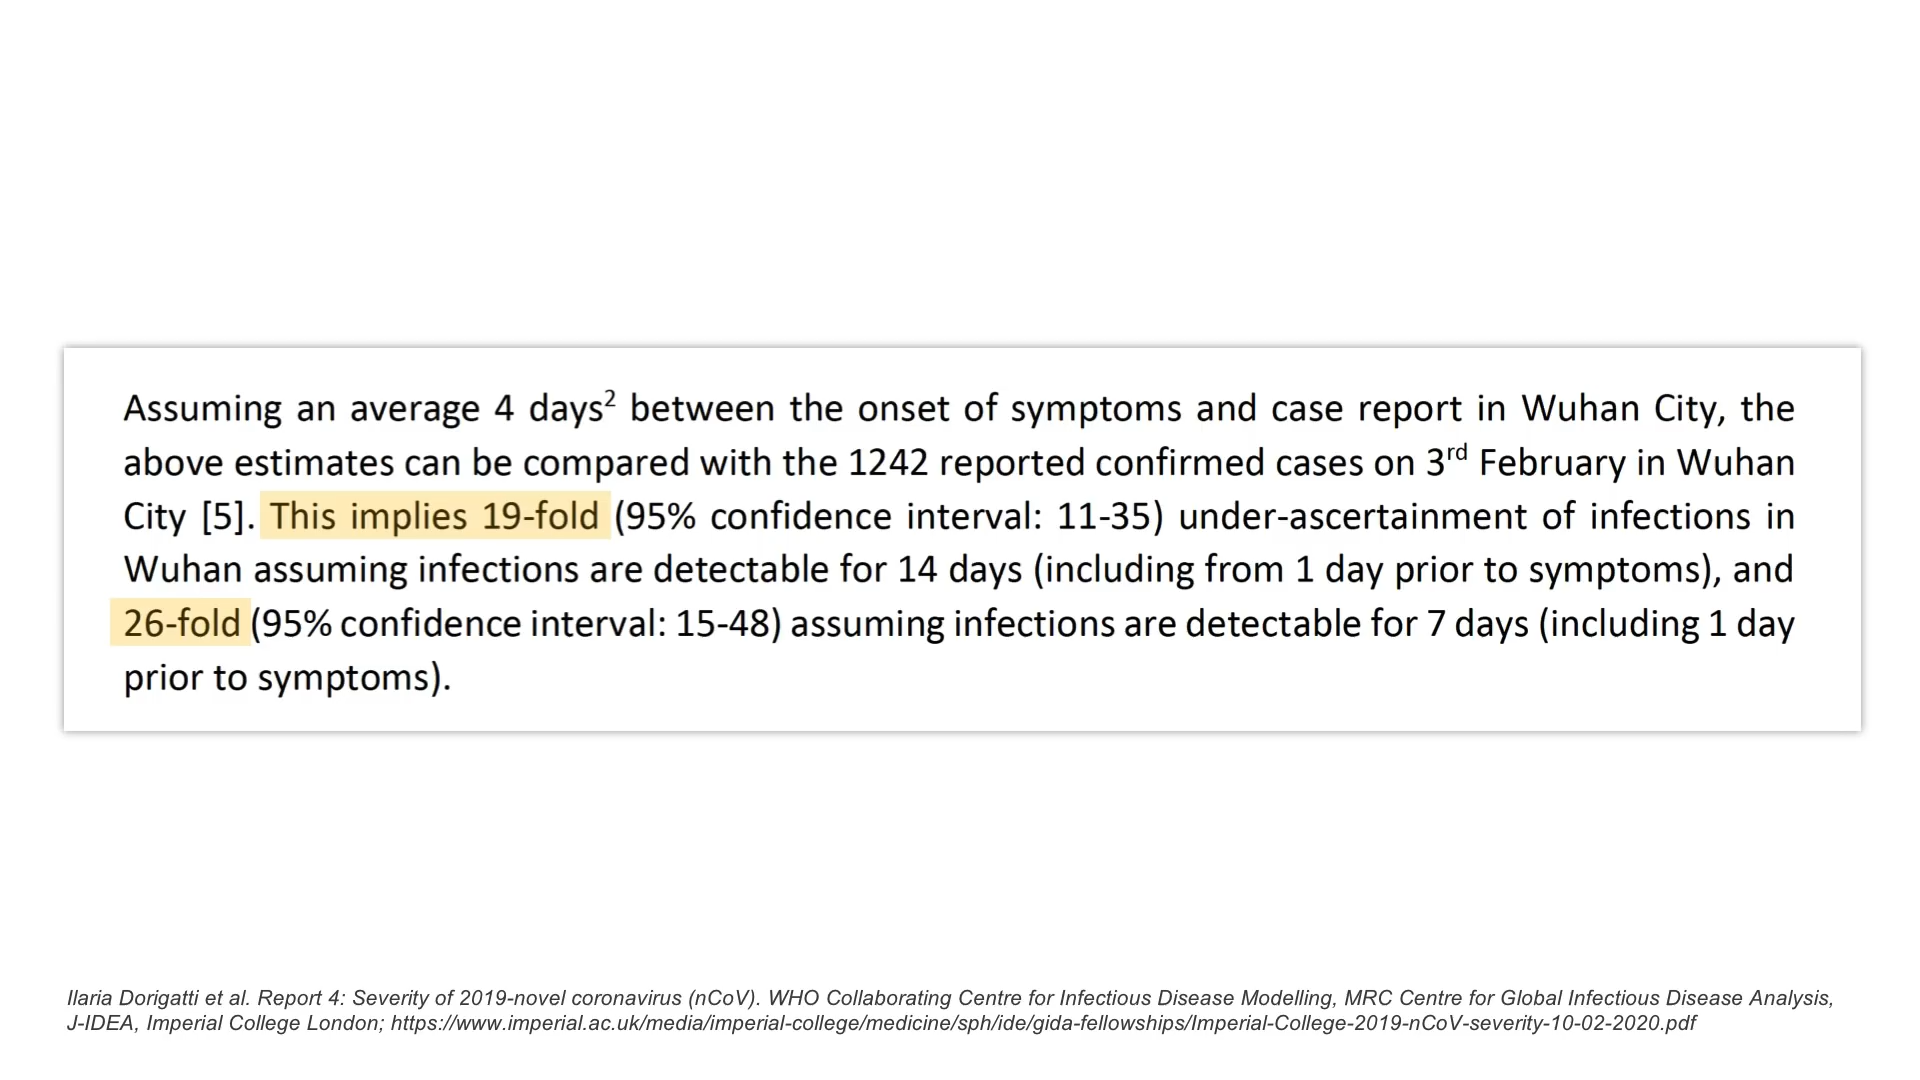 Assuming an average 4 days² between the onset of symptoms and case report in Wuhan City, the
above estimates can be compared with the 1242 reported confirmed cases on 3rd February in Wuhan
City [5]. This implies 19-fold (95% confidence interval: 11-35) under-ascertainment of infections in
Wuhan assuming infections are detectable for 14 days (including from 1 day prior to symptoms), and
26-fold (95% confidence interval: 15-48) assuming infections are detectable for 7 days (including 1 day
prior to symptoms).
Ilaria Dorigatti et al. Report 4: Severity of 2019-novel coronavirus (nCoV). WHO Collaborating Centre for Infectious Disease Modelling, MRC Centre for Global Infectious Disease Analysis,
J-IDEA, Imperial College London; https://www.imperial.ac.uk/media/imperial-college/medicine/sph/ide/gida-fellowships/Imperial-College-2019-nCoV-severity-10-02-2020.pdf